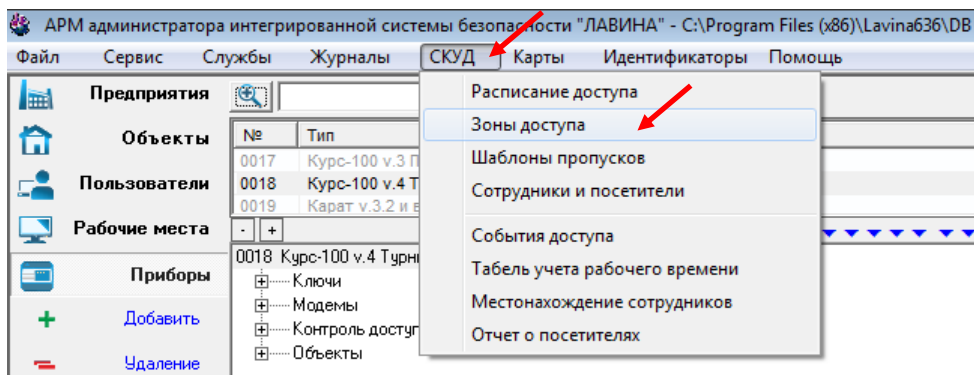 АРМ администратора интегрированной системы безопасности "ЛАВИНА" - C:\Program Files (x86)\Lavina636\DB
Файл Сервис Службы Журналы СКУД Карты Идентификаторы Помощь
Предприятия
Объекты
Пользователи
Рабочие места
Приборы
Добавить
Удаление
№ Тип
0017 Курс-100 v.3 П
0018 Курс-100 v.4 Т
0019 Карат v.3.2 и в
- +
0018 Курс-100 v.4 Турн
Ключи
Модемы
Контроль доступ
Объекты
Расписание доступа
Зоны доступа
Шаблоны пропусков
Сотрудники и посетители
События доступа
Табель учета рабочего времени
Местонахождение сотрудников
Отчет о посетителях